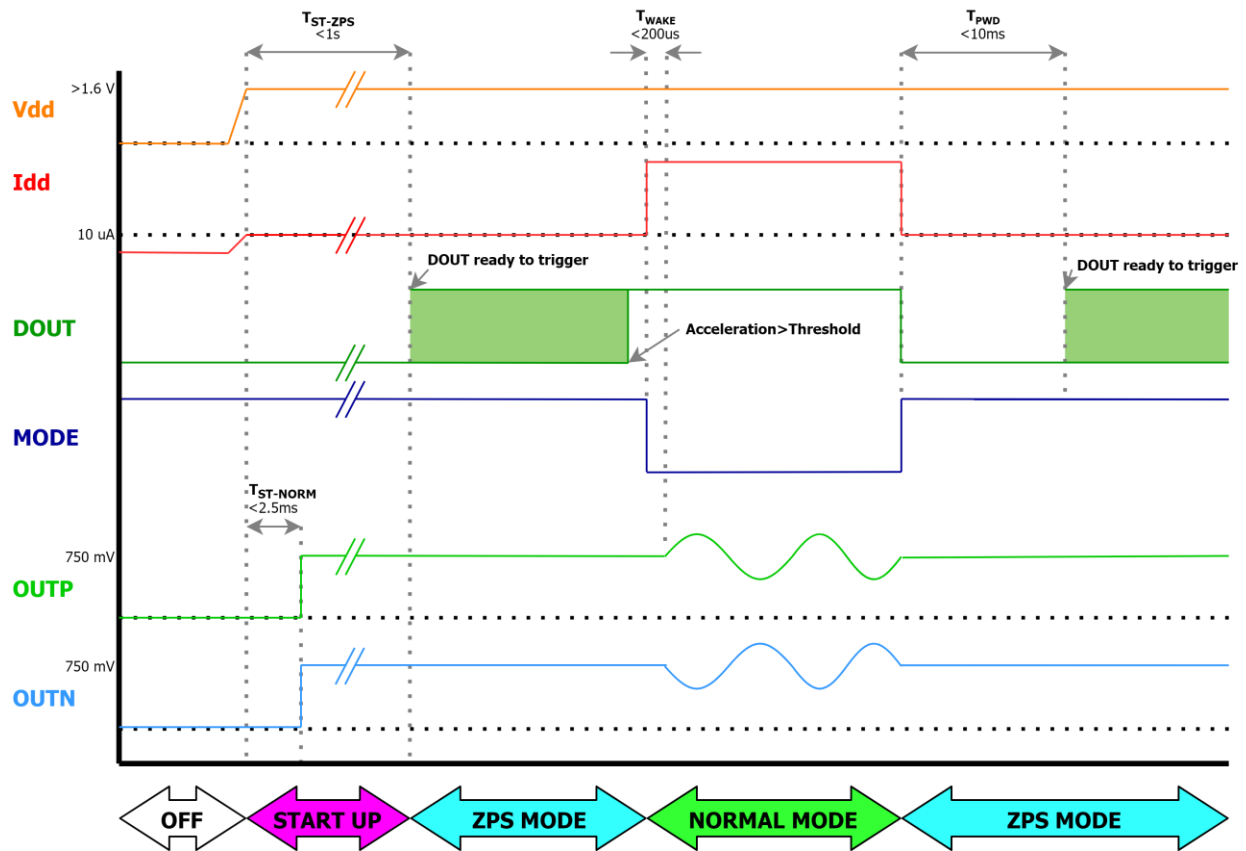 TST-ZPS
<1s
TWAKE
<200us
TPWD
<10ms
>1.6 V
Vdd
Idd
10 uA
DOUT ready to trigger
DOUT ready to trigger
DOUT
Acceleration>Threshold
MODE
TST-NORM
<2.5ms
750 mV
OUTP
750 mV
OUTN
OFF
START UP
ZPS MODE
NORMAL MODE
ZPS MODE